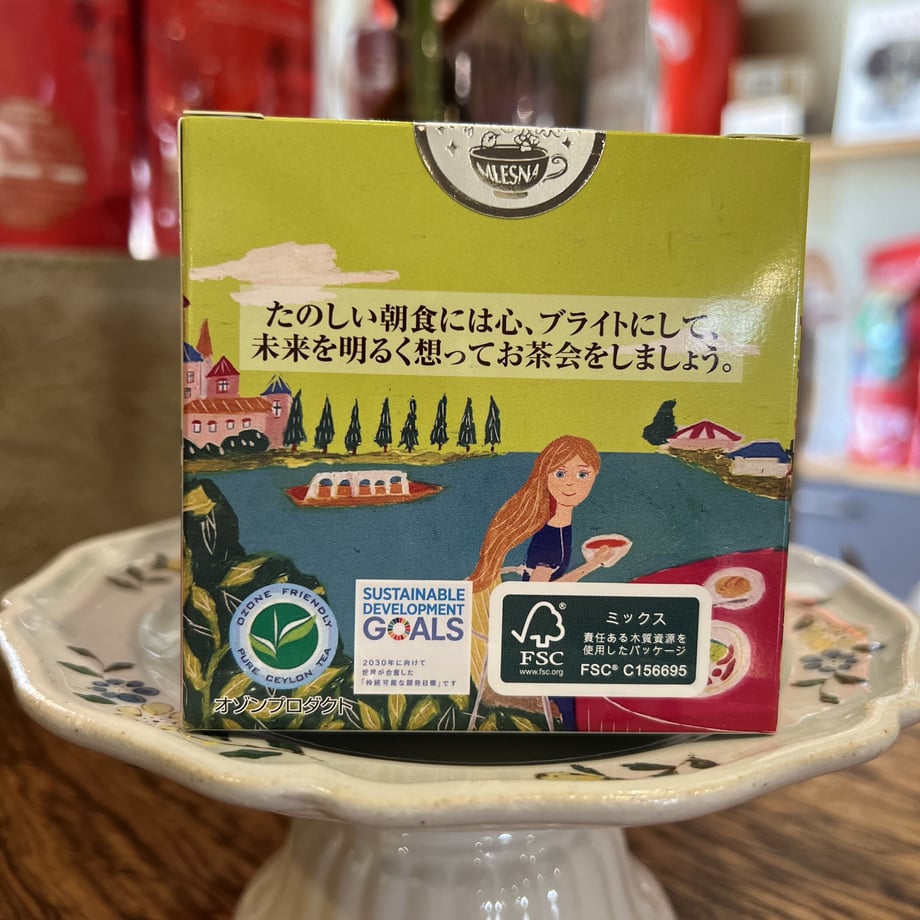 MLESNA
たのしい朝食には心、ブライトにして、
未来を明るく想ってお茶会をしましょう。
OZONE FRIENDLY
PURE CEYLON TEA
オゾンプロダクト
SUSTAINABLE
DEVELOPMENT
GOALS
2030年に向けて
世界が合意した
「持続可能な開発目標」です
FSC
www.fsc.org
ミックス
責任ある木質資源を
使用したパッケージ
FSC® C156695